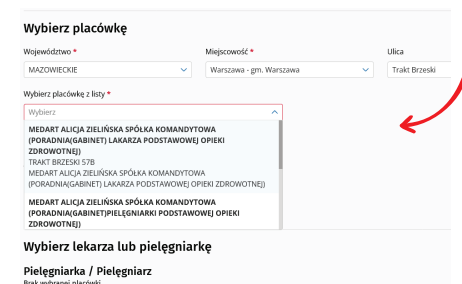 Wybierz placówkę
Województwo * Miejscowość * Ulica
MAZOWIECKIE Warszawa - gm. Warszawa Trakt Brzeski
Wybierz placówkę z listy *
Wybierz
MEDART ALICJA ZIELIŃSKA SPÓŁKA KOMANDYTOWA
(PORADNIA(GABINET) LAKARZA PODSTAWOWEJ OPIEKI
ZDROWOTNEJ)
TRAKT BRZESKI 57B
MEDART ALICJA ZIELIŃSKA SPÓŁKA KOMANDYTOWA
(PORADNIA(GABINET) LAKARZA PODSTAWOWEJ OPIEKI ZDROWOTNEJ)
MEDART ALICJA ZIELIŃSKA SPÓŁKA KOMANDYTOWA
(PORADNIA(GABINET)PIELĘGNIARKI PODSTAWOWEJ OPIEKI
ZDROWOTNEJ)
Wybierz lekarza lub pielęgniarkę
Pielęgniarka / Pielęgniarz
Brak wybranej placówki